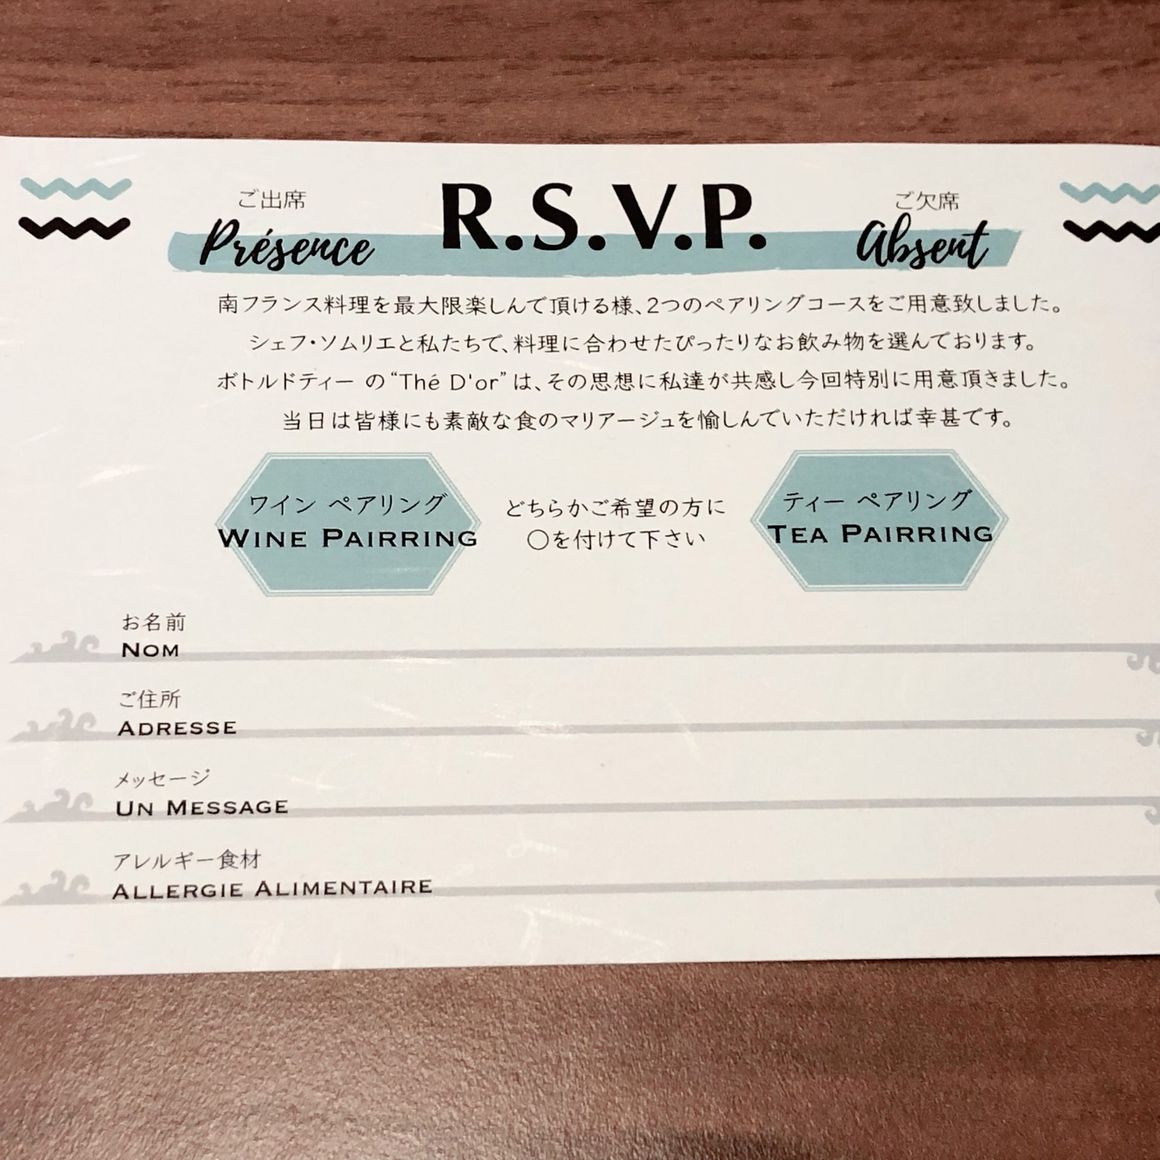 ご出席
R.S.V.P.
ご欠席
Présence
Absent
南フランス料理を最大限楽しんで頂ける様、2つのペアリングコースをご用意致しました。
シェフ・ソムリエと私たちで、料理に合わせたぴったりなお飲み物を選んでおります。
ボトルドティー の“Thé D'or”は、その思想に私達が共感し今回特別に用意頂きました。
当日は皆様にも素敵な食のマリアージュを愉しんでいただければ幸甚です。
ワイン ペアリング
WINE PAIRRING
どちらかご希望の方に
〇を付けて下さい
ティー ペアリング
TEA PAIRRING
お名前
NOM
ご住所
ADRESSE
メッセージ
UN MESSAGE
アレルギー食材
ALLERGIE ALIMENTAIRE